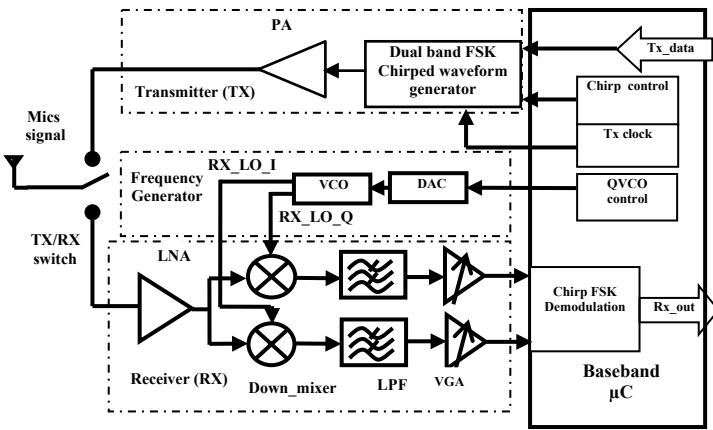 PA
Dual band FSK
Chirped waveform
generator
Transmitter (TX)
Tx_data
Chirp control
Tx clock
Mics
signal
RX_LO_I
Frequency
Generator
VCO
DAC
QVCO
control
RX_LO_Q
TX/RX
switch
LNA
Chirp FSK
Demodulation
Rx_out
Receiver (RX)
Down_mixer
LPF
VGA
Baseband
µC